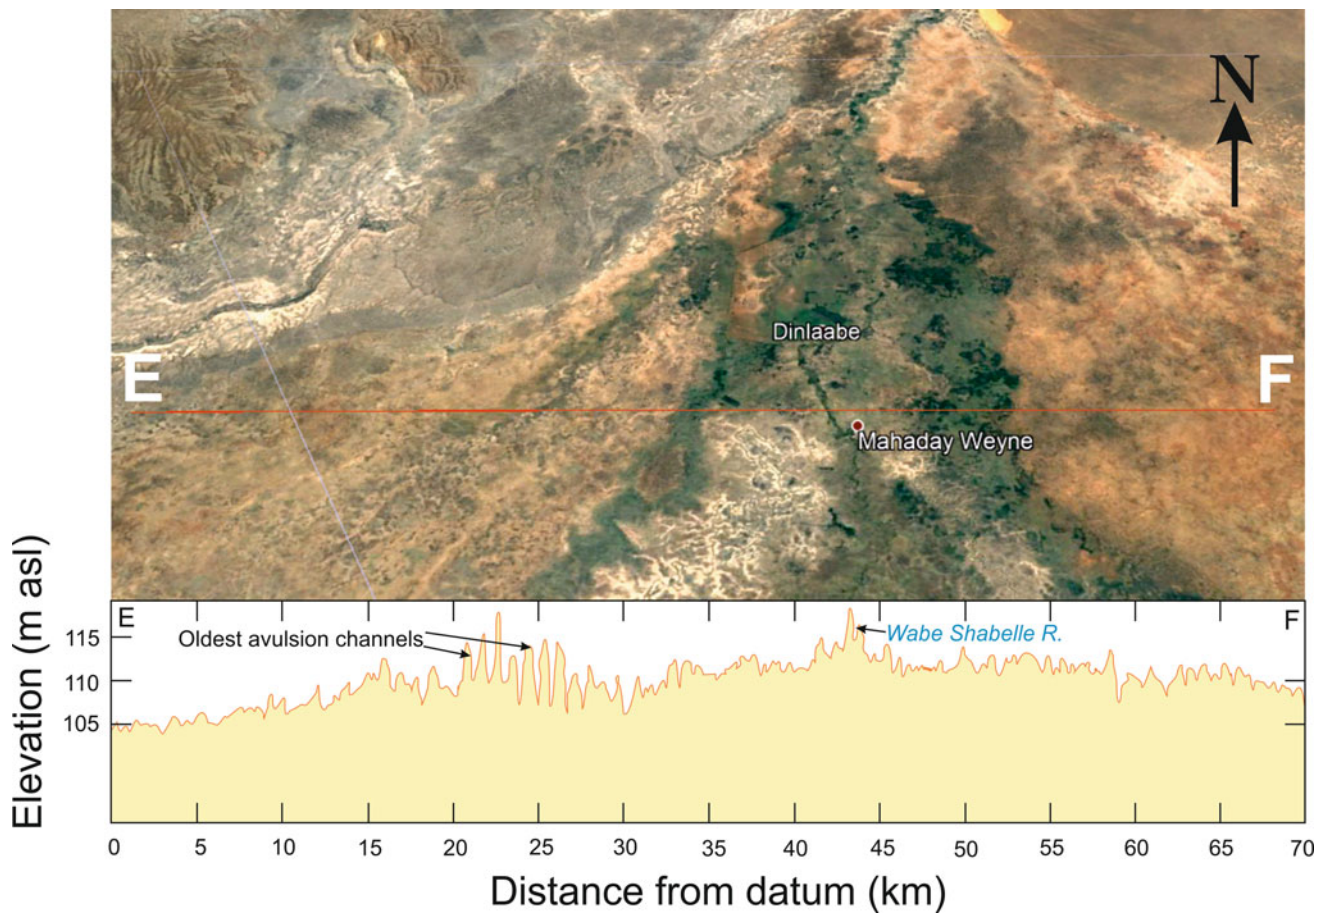 N
Dinlaabe
E
F
Mahaday Weyne
E
F
Oldest avulsion channels
Wabe Shabelle R.
Elevation (m asl)
115
110
105
0 5 10 15 20 25 30 35 40 45 50 55 60 65 70
Distance from datum (km)